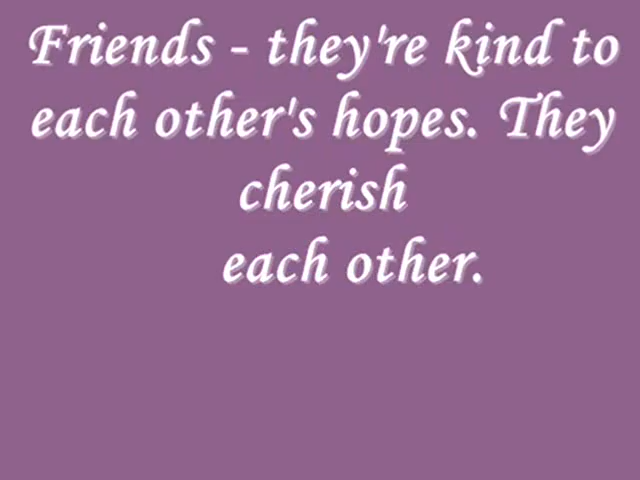 Friends - they're kind to
each other's hopes. They
cherish
each other.